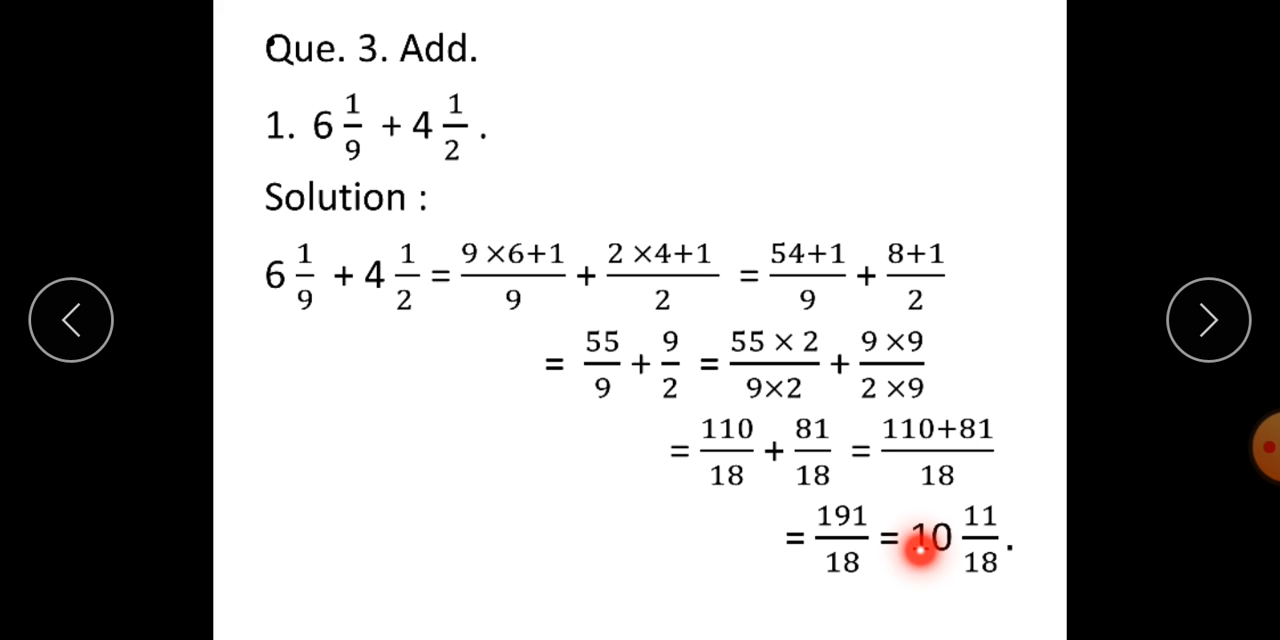 Que. 3. Add.
1. 6 1/9 + 4 1/2 .
Solution :
6 1/9 + 4 1/2 = (9 ×6+1)/9 + (2 ×4+1)/2 = (54+1)/9 + (8+1)/2
= 55/9 + 9/2 = (55 × 2)/(9×2) + (9 ×9)/(2 ×9)
= 110/18 + 81/18 = (110+81)/18
= 191/18 = 10 11/18 .